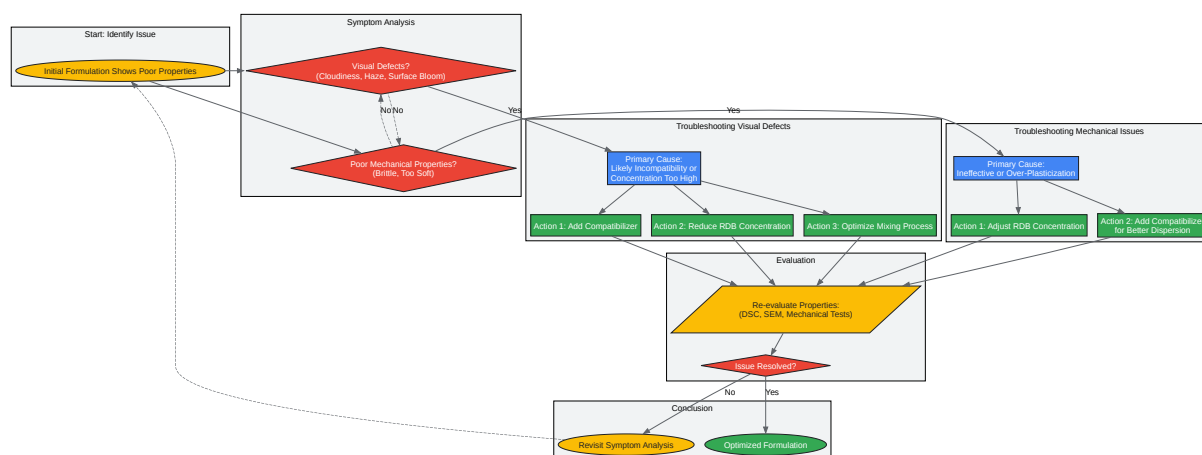 Start: Identify Issue
Initial Formulation Shows Poor Properties
Symptom Analysis
Visual Defects?
(Cloudiness, Haze, Surface Bloom)
No
No
Poor Mechanical Properties?
(Brittle, Too Soft)
Yes
Yes
Troubleshooting Visual Defects
Primary Cause:
Likely Incompatibility or
Concentration Too High
Action 1: Add Compatibilizer
Action 2: Reduce RDB Concentration
Action 3: Optimize Mixing Process
Troubleshooting Mechanical Issues
Primary Cause:
Ineffective or Over-Plasticization
Action 1: Adjust RDB Concentration
Action 2: Add Compatibilize
for Better Dispersion
Evaluation
Re-evaluate Properties:
(DSC, SEM, Mechanical Tests)
Issue Resolved?
No
Yes
Conclusion
Revisit Symptom Analysis
Optimized Formulation